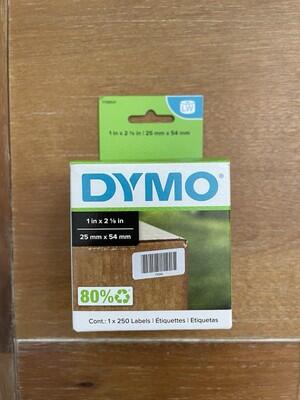 LW
1 in x 2 1/8 in | 25 mm x 54 mm
DYMO®
1 in x 2 1/8 in
25 mm x 54 mm
80%
Cont.: 1 x 250 Labels | Étiquettes | Etiquetas